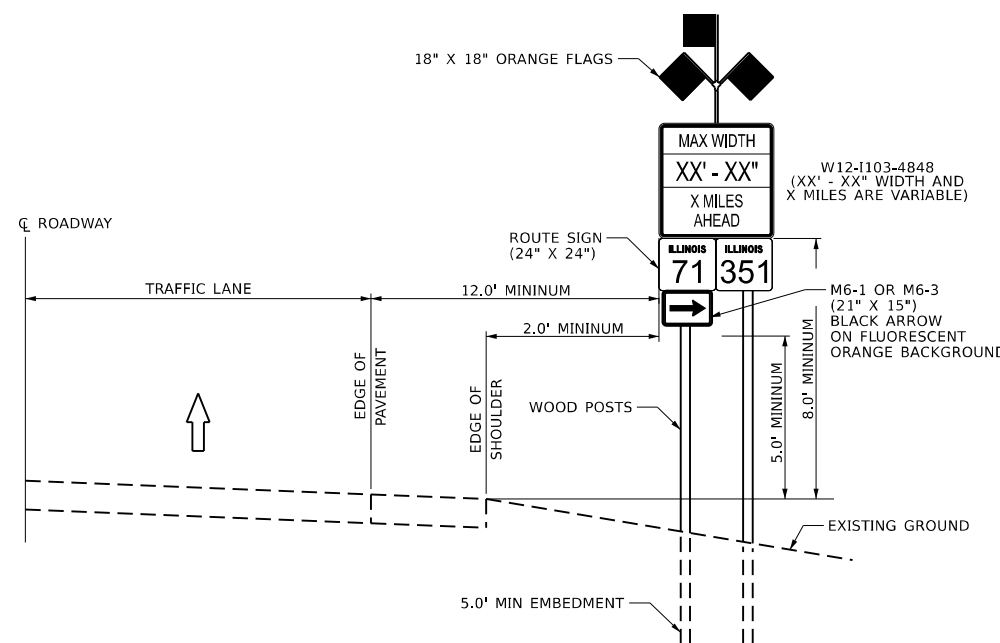 18" X 18" ORANGE FLAGS
MAX WIDTH
XX' - XX"
X MILES
AHEAD
W12-I103-4848
(XX' - XX" WIDTH AND
X MILES ARE VARIABLE)
℄ ROADWAY
ROUTE SIGN
(24" X 24")
ILLINOIS
71
ILLINOIS
351
TRAFFIC LANE
12.0' MININUM
M6-1 OR M6-3
(21" X 15")
BLACK ARROW
ON FLUORESCENT
ORANGE BACKGROUND
2.0' MININUM
EDGE OF
PAVEMENT
EDGE OF
SHOULDER
WOOD POSTS
5.0' MININUM
8.0' MININUM
EXISTING GROUND
5.0' MIN EMBEDMENT